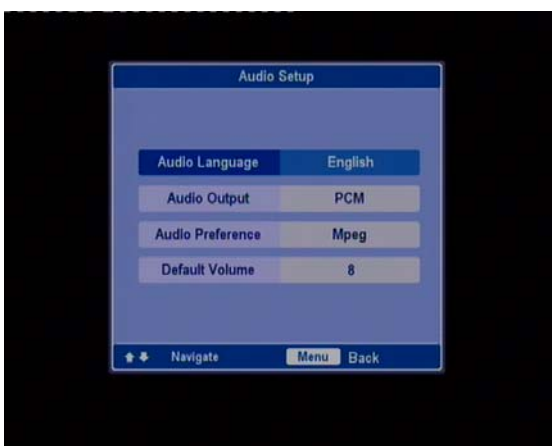 Audio Setup
Audio Language English
Audio Output PCM
Audio Preference Mpeg
Default Volume 8
Navigate Menu Back